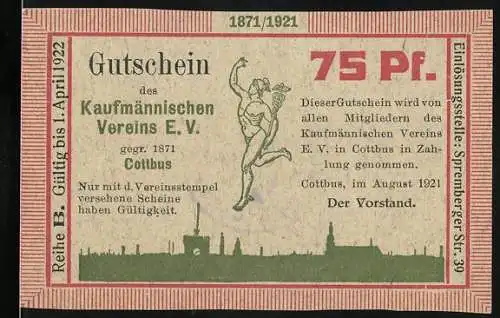 1871/1921
Reihe B. Gültig bis 1. April 1922
Gutschein
des
Kaufmännischen
Vereins E. V.
gegr. 1871
Cottbus
Nur mit d. Vereinsstempel
versehene Scheine
haben Gültigkeit.
75 Pf.
Dieser Gutschein wird von
allen Mitgliedern des
Kaufmännischen Vereins
E. V. in Cottbus in Zah-
lung genommen.
Cottbus, im August 1921
Der Vorstand.
Einlösungsstelle: Spremberger Str. 39